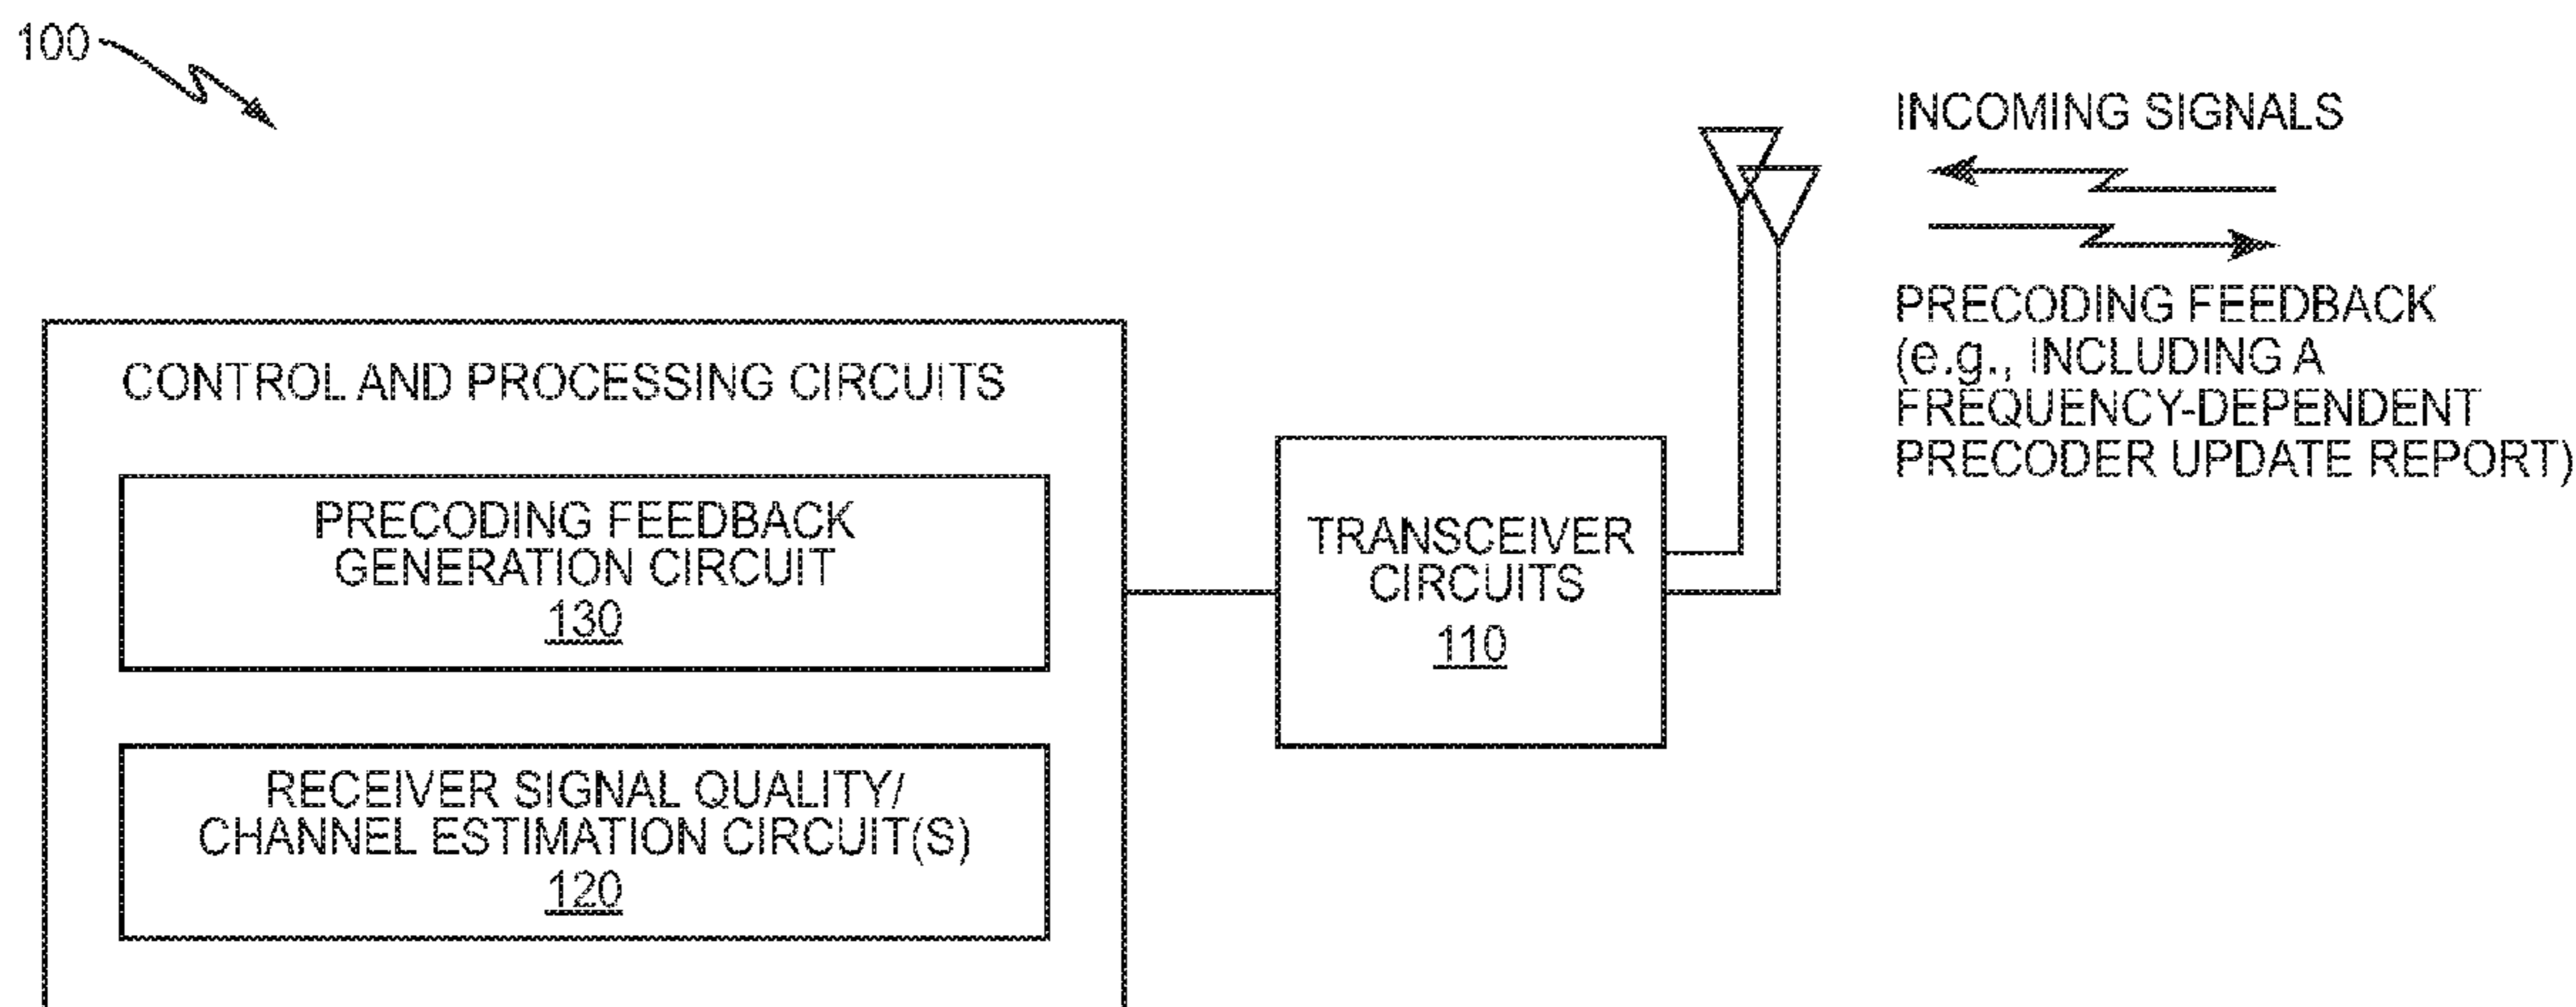 100
INCOMING SIGNALS
PRECODING FEEDBACK
(e.g., INCLUDING A
FREQUENCY-DEPENDENT
PRECODER UPDATE REPORT)
CONTROL AND PROCESSING CIRCUITS
PRECODING FEEDBACK
GENERATION CIRCUIT
130
TRANSCEIVER
CIRCUITS
110
RECEIVER SIGNAL QUALITY/
CHANNEL ESTIMATION CIRCUIT(S)
120